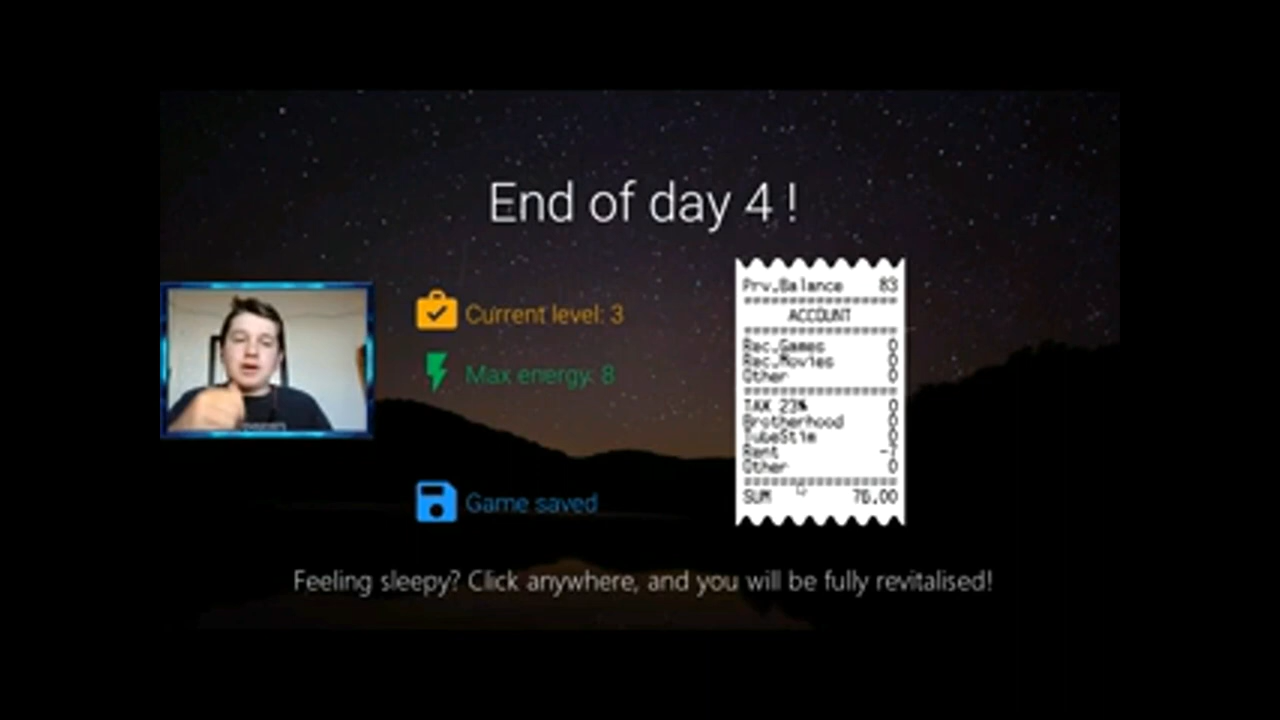 End of day 4 !
Current level: 3
Max energy: 8
Game saved
Prv.Balance 83
ACCOUNT
Rec.Games 0
Rec.Movies 0
Other 0
TAX 23% 0
Brotherhood 0
TubeStim 0
Rent -7
Other 0
SUM 76.00
Feeling sleepy? Click anywhere, and you will be fully revitalised!